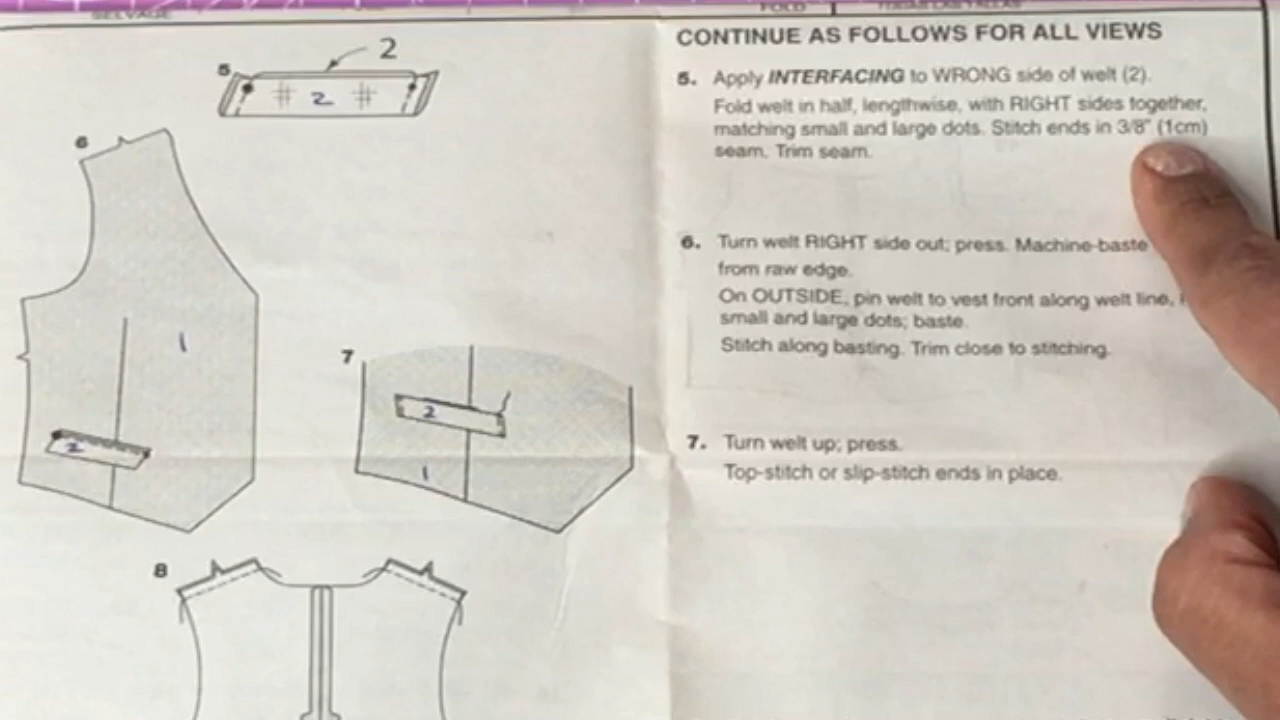 SELVAGE
FOLD
CONTINUE AS FOLLOWS FOR ALL VIEWS
5. Apply INTERFACING to WRONG side of welt (2).
Fold welt in half, lengthwise, with RIGHT sides together,
matching small and large dots. Stitch ends in 3/8" (1cm)
seam. Trim seam.
6. Turn welt RIGHT side out; press. Machine-baste
from raw edge.
On OUTSIDE, pin welt to vest front along welt line,
small and large dots; baste.
Stitch along basting. Trim close to stitching.
7. Turn welt up; press.
Top-stitch or slip-stitch ends in place.
5
2
2
6
1
2
7
2
1
8